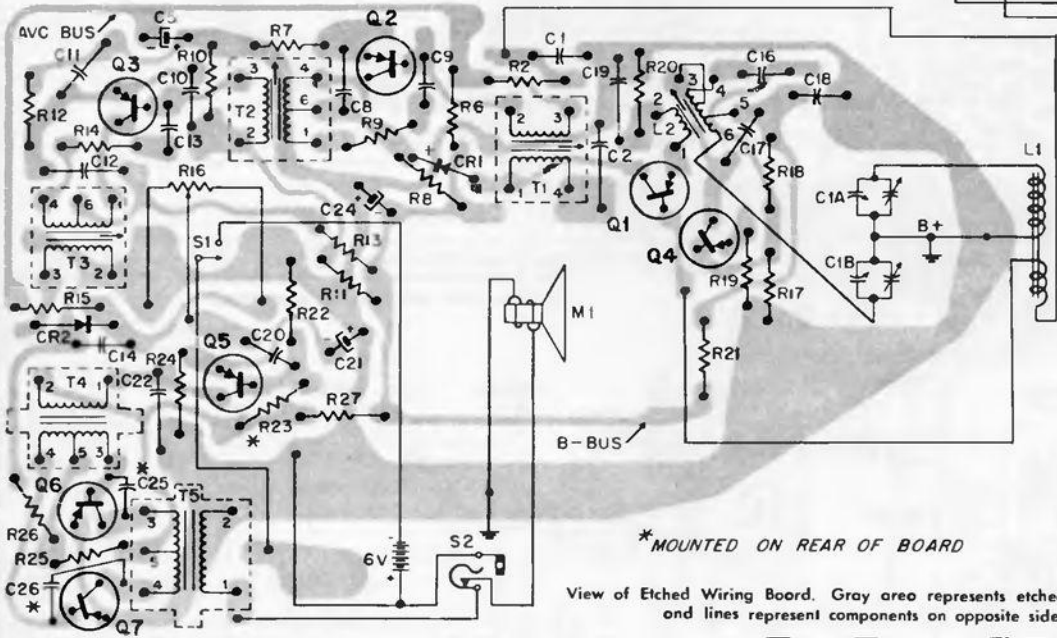 AVC BUS
C5
R7
Q2
C11
Q3
C10
R10
3
4
T2
6
2
1
C8
C9
R2
C1
C19
R20
3
4
C16
C18
R12
R14
C13
R9
R6
2
3
T1
1
4
C2
2
L2
1
5
6
C17
C12
CR1
R8
R18
L1
R16
C24
Q1
C1A
4
6
1
T3
3
2
S1
R13
Q4
B+
R11
R19
R17
C1B
R15
R22
M1
CR2
C20
C21
C14
R24
Q5
R21
2
T4
1
C22
R23
*
R27
4
5
3
B-BUS
Q6
*
C25
T5
3
2
R26
R25
5
6V
+
S2
*MOUNTED ON REAR OF BOARD
C26
*
4
1
Q7
View of Etched Wiring Board. Gray area represents etche
and lines represent components on opposite side